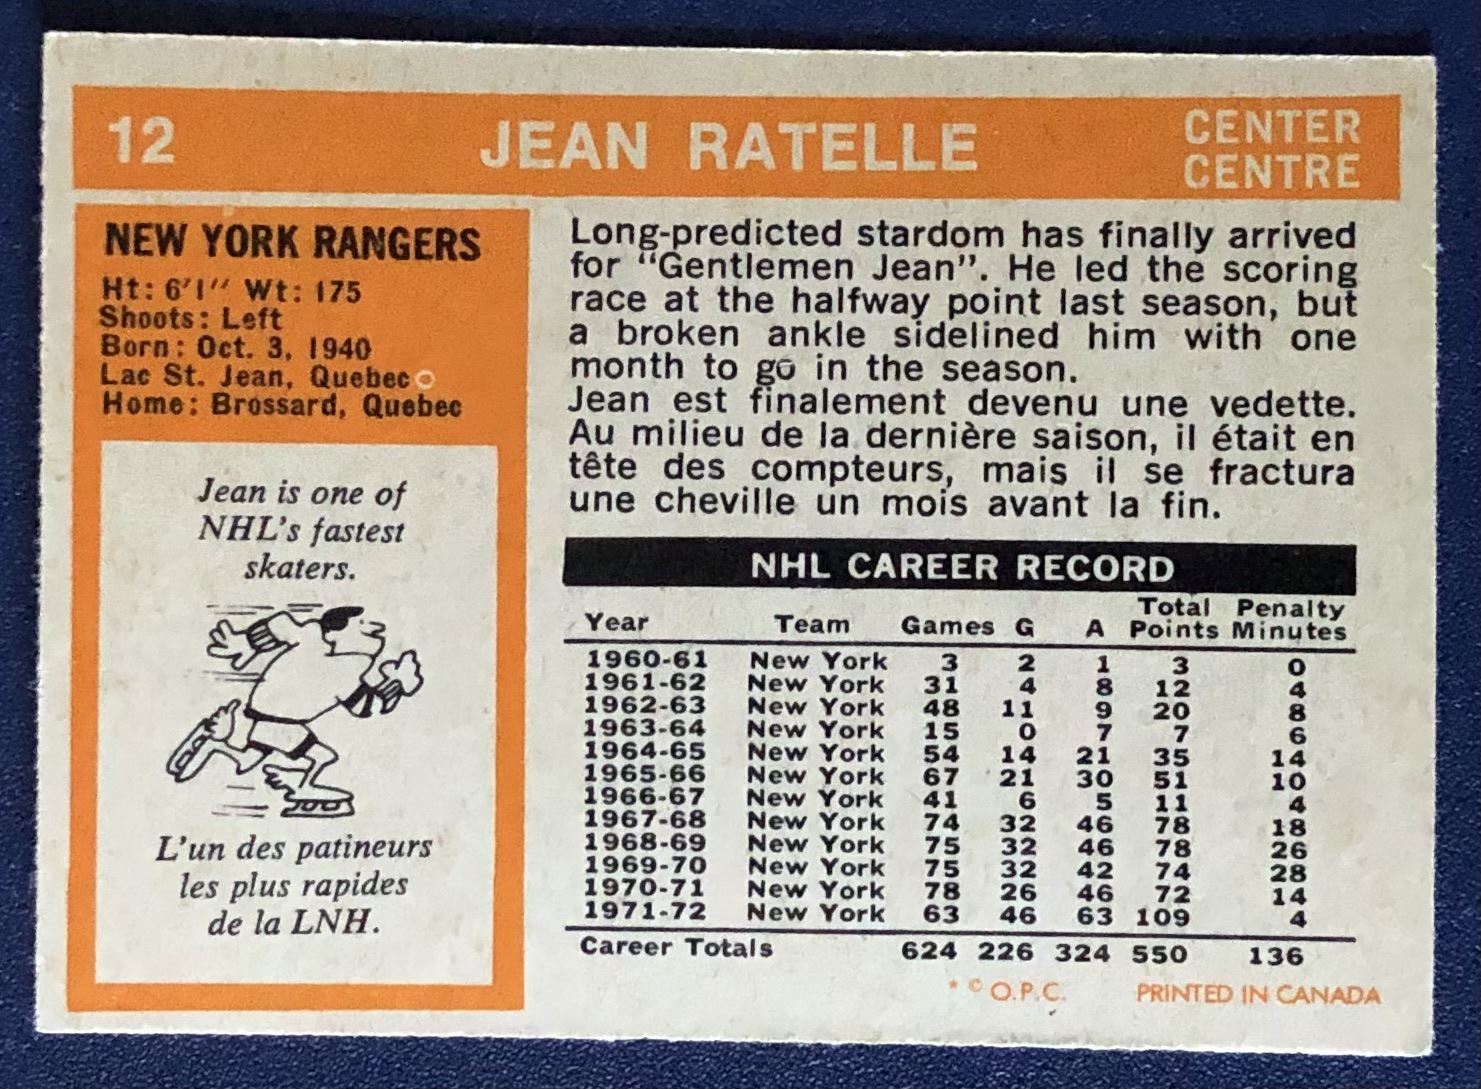 12 JEAN RATELLE CENTER
CENTRE
NEW YORK RANGERS
Ht: 6'1" Wt: 175
Shoots: Left
Born: Oct. 3, 1940
Lac St. Jean, Quebec
Home: Brossard, Quebec
Jean is one of
NHL's fastest
skaters.
L'un des patineurs
les plus rapides
de la LNH.
Long-predicted stardom has finally arrived
for "Gentlemen Jean". He led the scoring
race at the halfway point last season, but
a broken ankle sidelined him with one
month to go in the season.
Jean est finalement devenu une vedette.
Au milieu de la dernière saison, il était en
tête des compteurs, mais il se fractura
une cheville un mois avant la fin.
NHL CAREER RECORD
Year Team Games G A Total Points Penalty Minutes
1960-61 New York 3 2 1 3 0
1961-62 New York 31 4 8 12 4
1962-63 New York 48 11 9 20 8
1963-64 New York 15 0 7 7 6
1964-65 New York 54 14 21 35 14
1965-66 New York 67 21 30 51 10
1966-67 New York 41 6 5 11 4
1967-68 New York 74 32 46 78 18
1968-69 New York 75 32 46 78 26
1969-70 New York 75 32 42 74 28
1970-71 New York 78 26 46 72 14
1971-72 New York 63 46 63 109 4
Career Totals 624 226 324 550 136
* © O.P.C. PRINTED IN CANADA